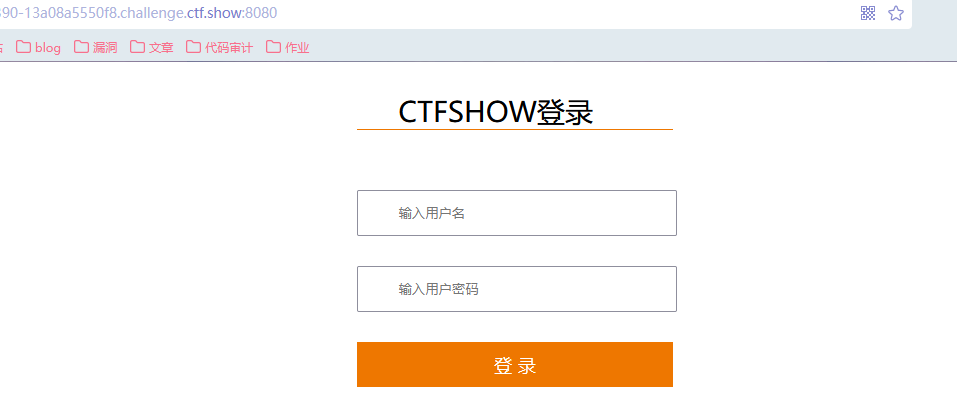 390-13a08a5550f8.challenge.ctf.show:8080
blog 漏洞 文章 代码审计 作业
CTFSHOW登录
输入用户名
输入用户密码
登 录